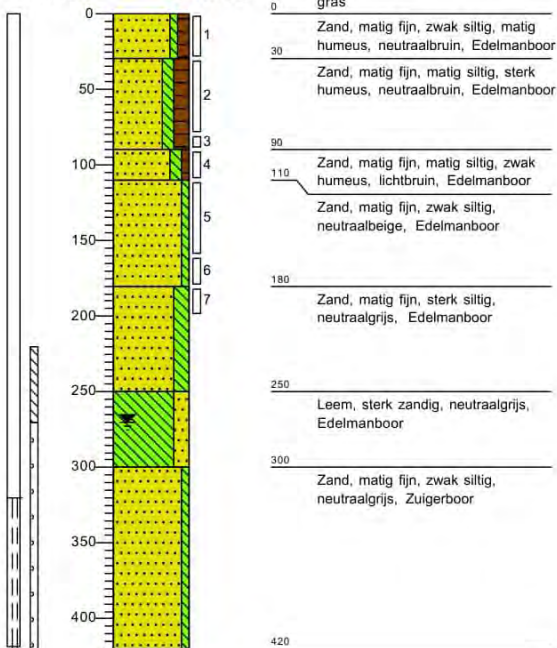 gras
0
Zand, matig fijn, zwak siltig, matig
humeus, neutraalbruin, Edelmanboor
30
Zand, matig fijn, matig siltig, sterk
humeus, neutraalbruin, Edelmanboor
90
Zand, matig fijn, matig siltig, zwak
humeus, lichtbruin, Edelmanboor
110
Zand, matig fijn, zwak siltig,
neutraalbeige, Edelmanboor
180
Zand, matig fijn, sterk siltig,
neutraalgrijs, Edelmanboor
250
Leem, sterk zandig, neutraalgrijs,
Edelmanboor
300
Zand, matig fijn, zwak siltig,
neutraalgrijs, Zuigerboor
420
0
50
100
150
200
250
300
350
400
1
2
3
4
5
6
7